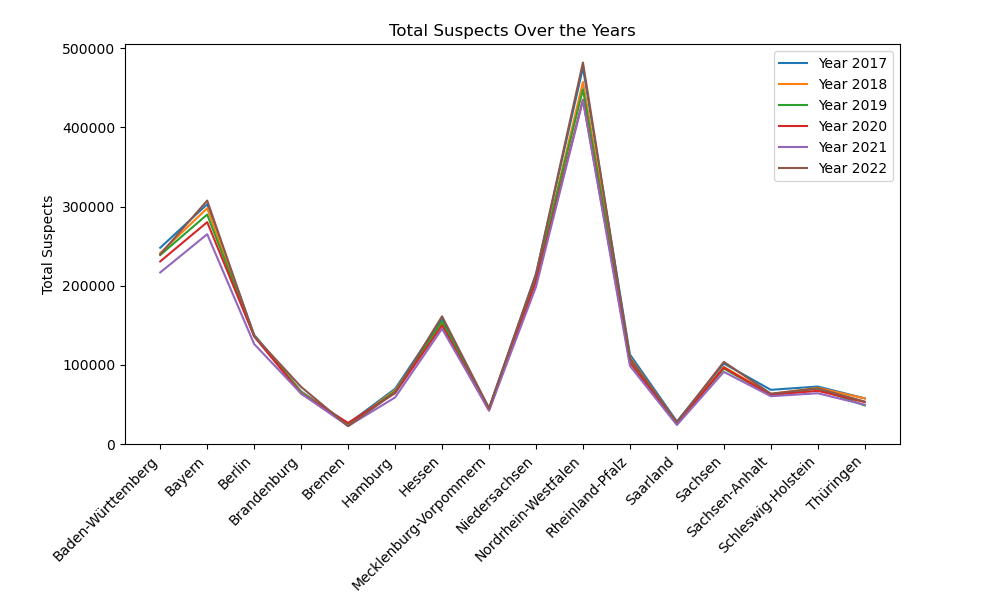 Total Suspects Over the Years
500000
400000
300000
200000
100000
0
Total Suspects
Year 2017
Year 2018
Year 2019
Year 2020
Year 2021
Year 2022
Baden-Württemberg
Bayern
Berlin
Brandenburg
Bremen
Hamburg
Hessen
Mecklenburg-Vorpommern
Niedersachsen
Nordrhein-Westfalen
Rheinland-Pfalz
Saarland
Sachsen
Sachsen-Anhalt
Schleswig-Holstein
Thüringen